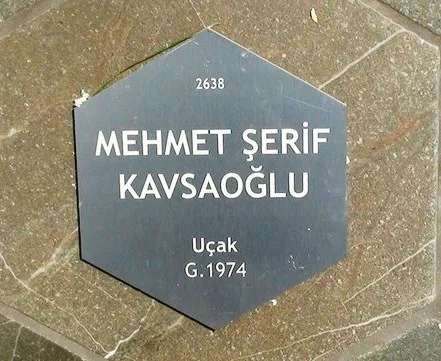 2638
MEHMET ŞERİF
KAVSAOĞLU
Uçak
G.1974